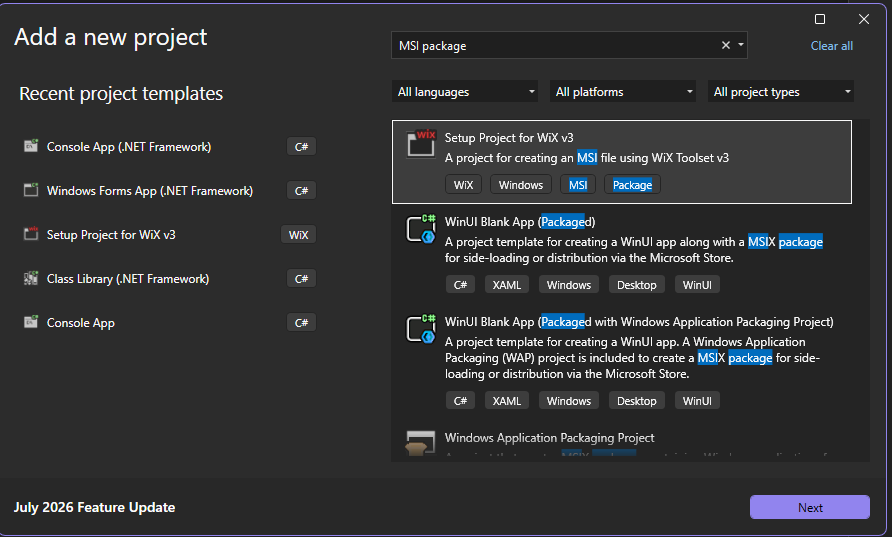 Add a new project
MSI package
Clear all
Recent project templates
All languages
All platforms
All project types
Console App (.NET Framework)
C#
Windows Forms App (.NET Framework)
C#
Setup Project for WiX v3
WiX
Class Library (.NET Framework)
C#
Console App
C#
wix
Setup Project for WiX v3
A project for creating an MSI file using WiX Toolset v3
WiX
Windows
MSI
Package
C#
WinUI Blank App (Packaged)
A project template for creating a WinUI app along with a MSIX package
for side-loading or distribution via the Microsoft Store.
C#
XAML
Windows
Desktop
WinUI
C#
WinUI Blank App (Packaged with Windows Application Packaging Project)
A project template for creating a WinUI app. A Windows Application
Packaging (WAP) project is included to create a MSIX package for side-
loading or distribution via the Microsoft Store.
C#
XAML
Windows
Desktop
WinUI
Windows Application Packaging Project
July 2026 Feature Update
Next